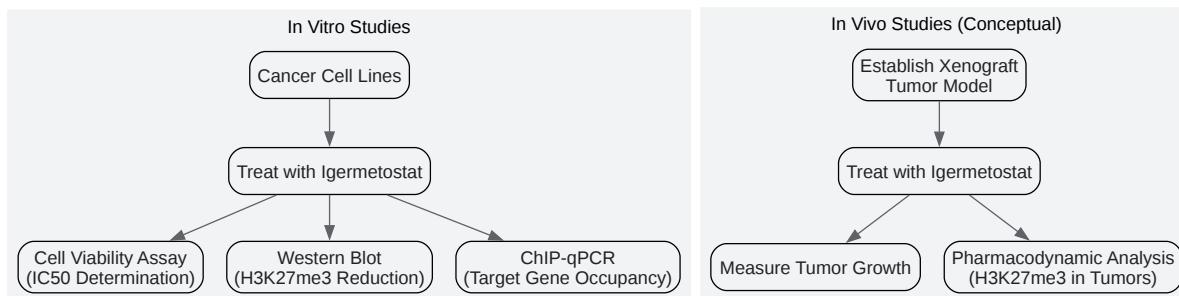 In Vitro Studies
Cancer Cell Lines
Treat with Igermetostat
Cell Viability Assay
(IC50 Determination)
Western Blot
(H3K27me3 Reduction)
ChIP-qPCR
(Target Gene Occupancy)
In Vivo Studies (Conceptual)
Establish Xenograft
Tumor Model
Treat with Igermetostat
Measure Tumor Growth
Pharmacodynamic Analysis
(H3K27me3 in Tumors)